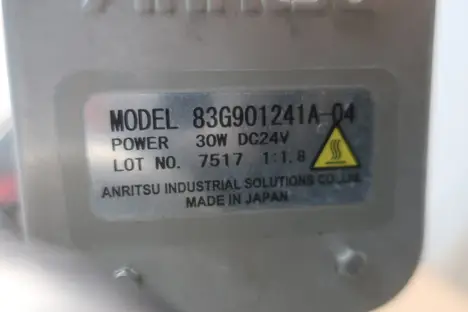 MODEL 83G901241A-04
POWER 30W DC24V
LOT NO. 7517 1:1.8
ANRITSU INDUSTRIAL SOLUTIONS CO.,LTD.
MADE IN JAPAN